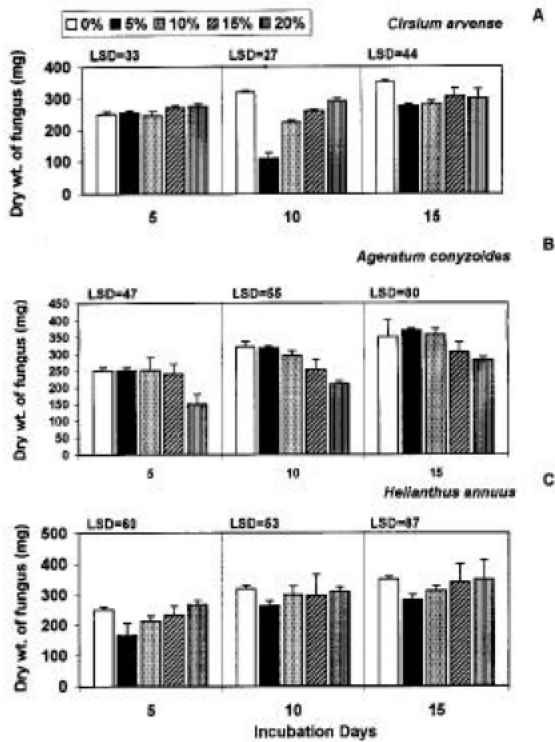 0% 5% 10% 15% 20%
Cirsium arvense
A
LSD=33 LSD=27 LSD=44
Dry wt. of fungus (mg)
400
300
200
100
0
5 10 15
B
Ageratum conyzoides
LSD=47 LSD=55 LSD=80
Dry wt. of fungus (mg)
450
400
350
300
250
200
150
100
50
0
5 10 15
C
Helianthus annuus
LSD=60 LSD=53 LSD=87
Dry wt. of fungus (mg)
500
400
300
200
100
0
5 10 15
Incubation Days